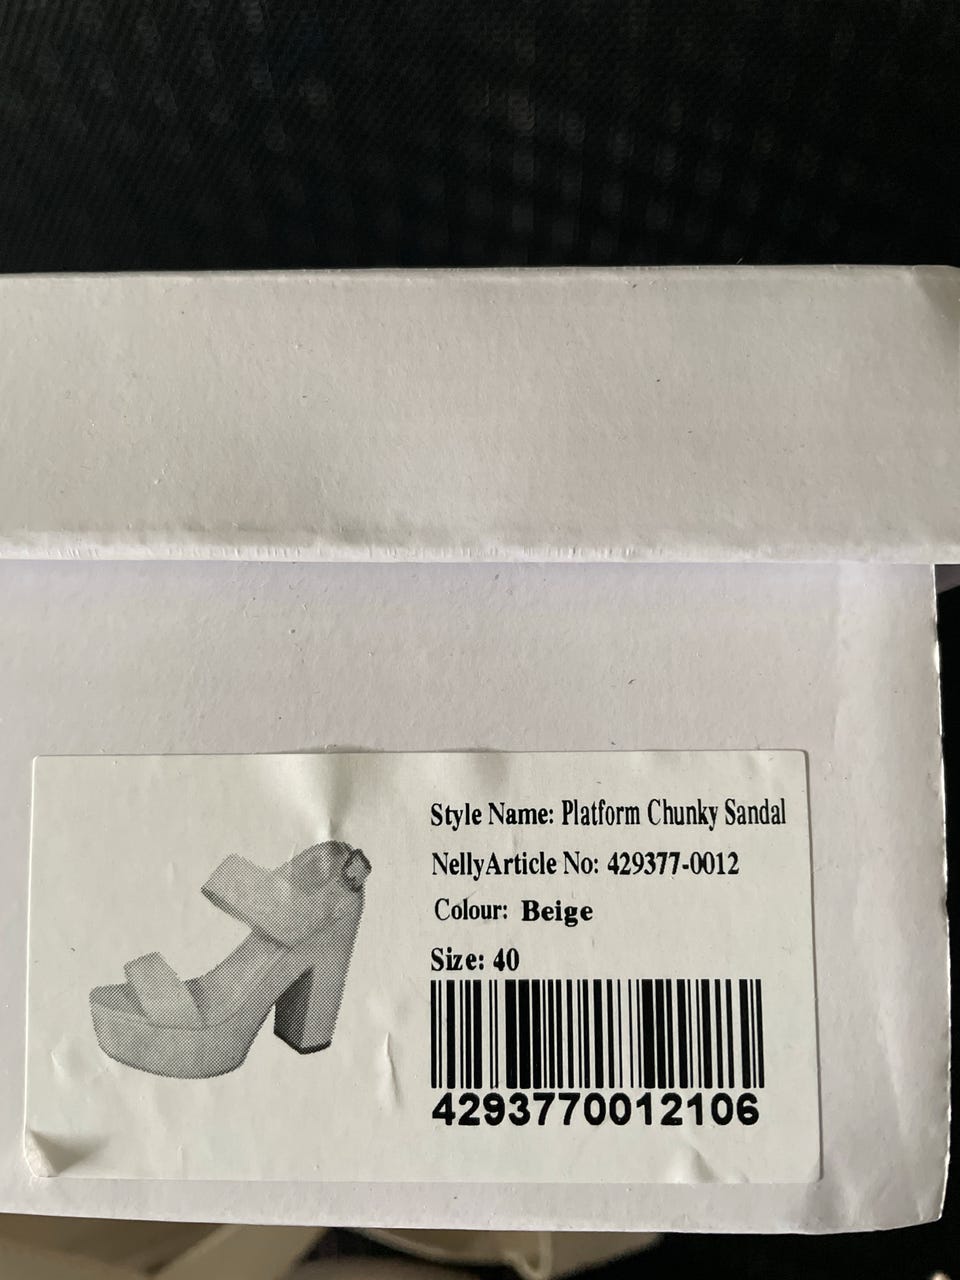 Style Name: Platform Chunky Sandal
NellyArticle No: 429377-0012
Colour: Beige
Size: 40
4293770012106